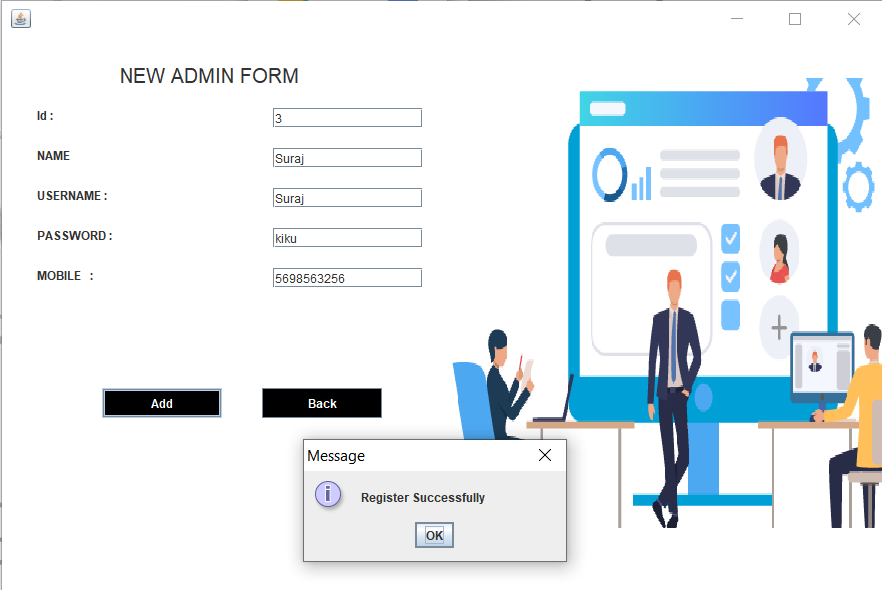 NEW ADMIN FORM
Id : 3
NAME Suraj
USERNAME : Suraj
PASSWORD : kiku
MOBILE : 5698563256
Add Back
Message
i Register Successfully
OK